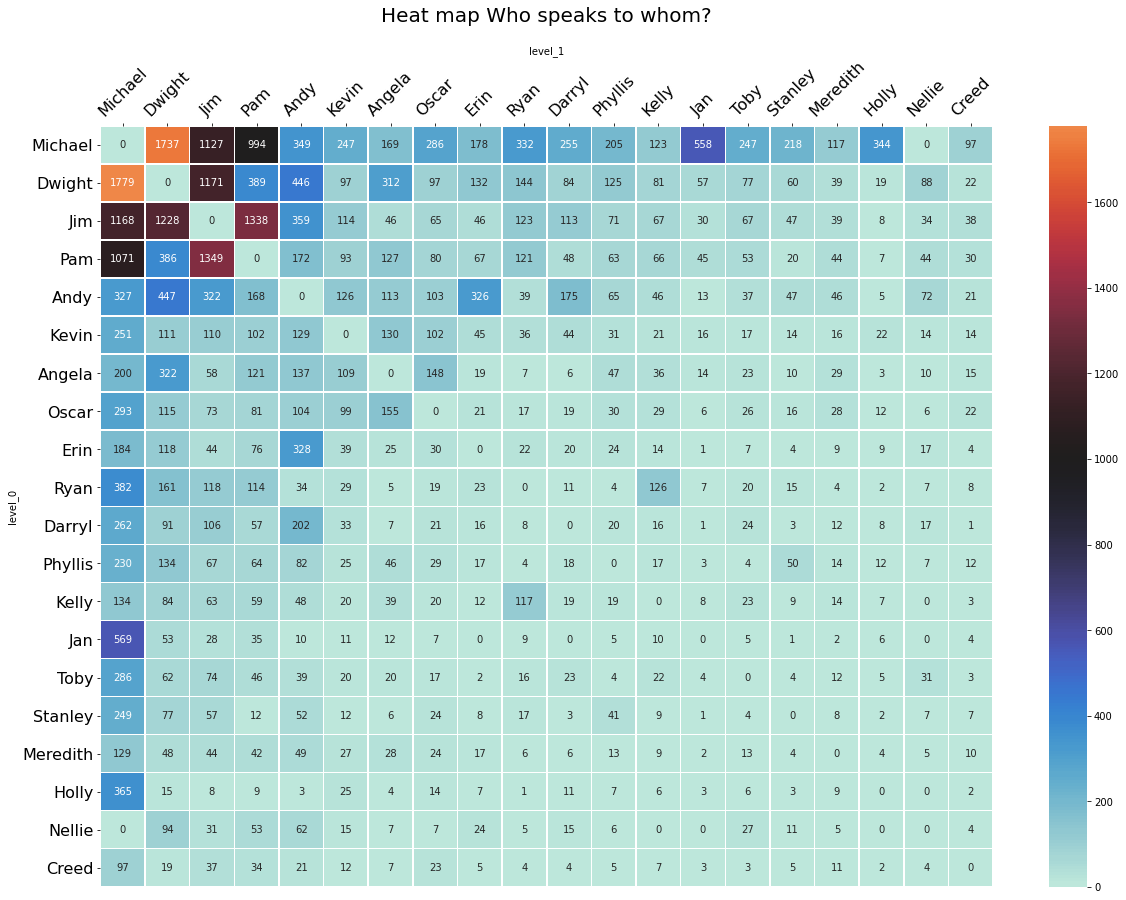 Heat map Who speaks to whom?
level_1
Michael Dwight Jim Pam Andy Kevin Angela Oscar Erin Ryan Darryl Phyllis Kelly Jan Toby Stanley Meredith Holly Nellie Creed
Michael 0 1737 1127 994 349 247 169 286 178 332 255 205 123 558 247 218 117 344 0 97
Dwight 1779 0 1171 389 446 97 312 97 132 144 84 125 81 57 77 60 39 19 88 22
Jim 1168 1228 0 1338 359 114 46 65 46 123 113 71 67 30 67 47 39 8 34 38
Pam 1071 386 1349 0 172 93 127 80 67 121 48 63 66 45 53 20 44 7 44 30
Andy 327 447 322 168 0 126 113 103 326 39 175 65 46 13 37 47 46 5 72 21
Kevin 251 111 110 102 129 0 130 102 45 36 44 31 21 16 17 14 16 22 14 14
Angela 200 322 58 121 137 109 0 148 19 7 6 47 36 14 23 10 29 3 10 15
Oscar 293 115 73 81 104 99 155 0 21 17 19 30 29 6 26 16 28 12 6 22
Erin 184 118 44 76 328 39 25 30 0 22 20 24 14 1 7 4 9 9 17 4
Ryan 382 161 118 114 34 29 5 19 23 0 11 4 126 7 20 15 4 2 7 8
Darryl 262 91 106 57 202 33 7 21 16 8 0 20 16 1 24 3 12 8 17 1
Phyllis 230 134 67 64 82 25 46 29 17 4 18 0 17 3 4 50 14 12 7 12
Kelly 134 84 63 59 48 20 39 20 12 117 19 19 0 8 23 9 14 7 0 3
Jan 569 53 28 35 10 11 12 7 0 9 0 5 10 0 5 1 2 6 0 4
Toby 286 62 74 46 39 20 20 17 2 16 23 4 22 4 0 4 12 5 31 3
Stanley 249 77 57 12 52 12 6 24 8 17 3 41 9 1 4 0 8 2 7 7
Meredith 129 48 44 42 49 27 28 24 17 6 6 13 9 2 13 4 0 4 5 10
Holly 365 15 8 9 3 25 4 14 7 1 11 7 6 3 6 3 9 0 0 2
Nellie 0 94 31 53 62 15 7 7 24 5 15 6 0 0 27 11 5 0 0 4
Creed 97 19 37 34 21 12 7 23 5 4 4 5 7 3 3 5 11 2 4 0
level_0
1600
1400
1200
1000
800
600
400
200
0